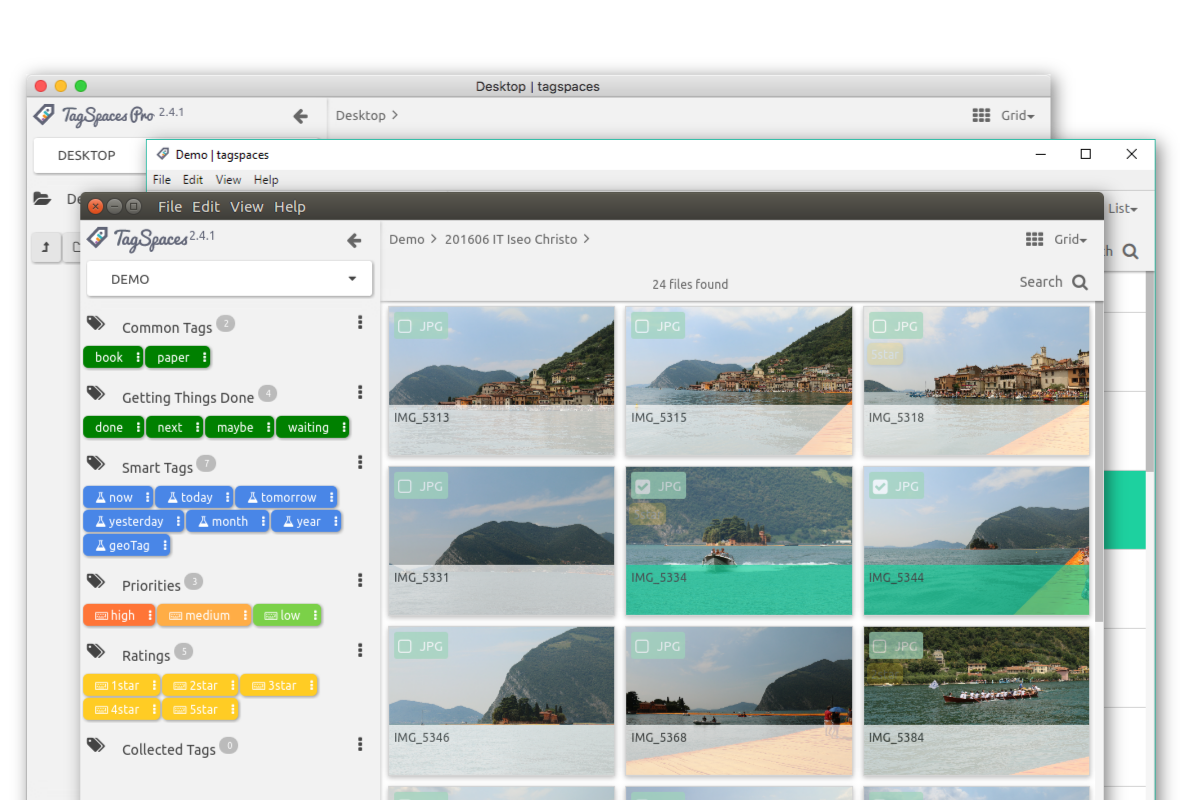 Desktop | tagspaces
TagSpaces Pro 2.4.1
Desktop >
Grid
DESKTOP
Demo | tagspaces
File Edit View Help
List
File Edit View Help
TagSpaces 2.4.1
Demo > 201606 IT Iseo Christo >
Grid
DEMO
24 files found
Search
Common Tags 2
book paper
Getting Things Done 4
done next maybe waiting
Smart Tags 7
now today tomorrow
yesterday month year
geoTag
Priorities 3
high medium low
Ratings 5
1star 2star 3star
4star 5star
Collected Tags 0
JPG JPG JPG
5star
IMG_5313 IMG_5315 IMG_5318
JPG JPG JPG
IMG_5331 IMG_5334 IMG_5344
JPG JPG JPG
IMG_5346 IMG_5368 IMG_5384